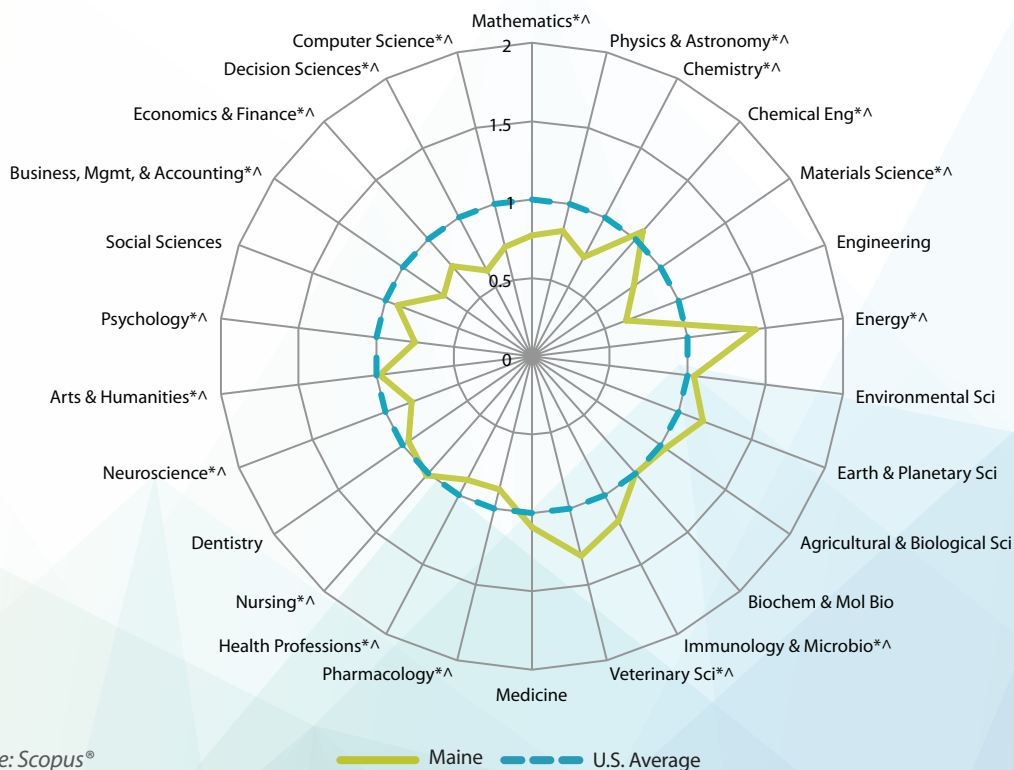 Mathematics*^
Computer Science*^
2
Physics & Astronomy*^
Decision Sciences*^
Chemistry*^
Economics & Finance*^
Chemical Eng*^
1.5
Business, Mgmt, & Accounting*^
Materials Science*^
1
Social Sciences
Engineering
0.5
Psychology*^
Energy*^
0
Arts & Humanities*^
Environmental Sci
Neuroscience*^
Earth & Planetary Sci
Dentistry
Agricultural & Biological Sci
Nursing*^
Biochem & Mol Bio
Health Professions*^
Immunology & Microbio*^
Pharmacology*^
Veterinary Sci*^
Medicine
e: Scopus®
Maine
U.S. Average